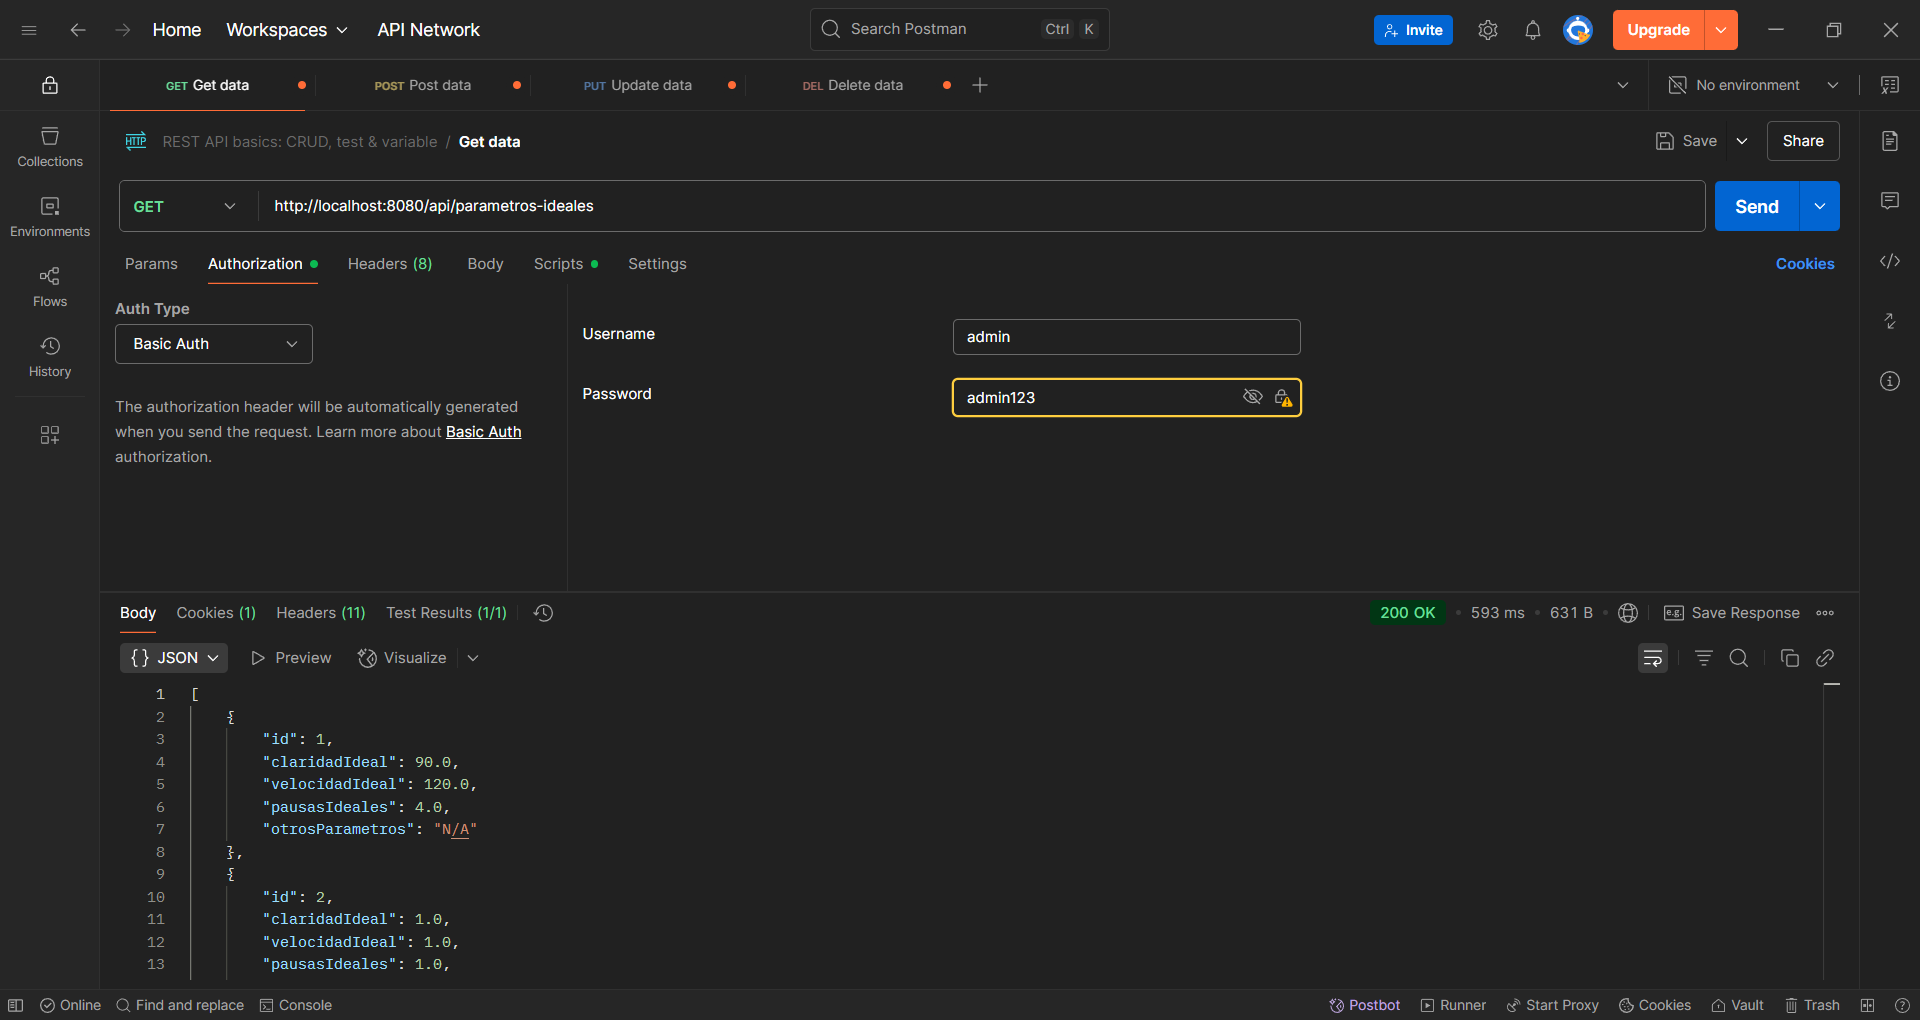 Home Workspaces API Network Search Postman Ctrl K Invite Upgrade
GET Get data POST Post data PUT Update data DEL Delete data No environment
HTTP REST API basics: CRUD, test & variable / Get data Save Share
Collections
GET http://localhost:8080/api/parametros-ideales Send
Environments
Params Authorization Headers (8) Body Scripts Settings Cookies
Flows
Auth Type
Basic Auth
Username admin
History
Password admin123
The authorization header will be automatically generated
when you send the request. Learn more about Basic Auth
authorization.
Body Cookies (1) Headers (11) Test Results (1/1) 200 OK • 593 ms • 631 B e.g. Save Response
{} JSON Preview Visualize
1 [
2 {
3 "id": 1,
4 "claridadIdeal": 90.0,
5 "velocidadIdeal": 120.0,
6 "pausasIdeales": 4.0,
7 "otrosParametros": "N/A"
8 },
9 {
10 "id": 2,
11 "claridadIdeal": 1.0,
12 "velocidadIdeal": 1.0,
13 "pausasIdeales": 1.0,
Online Find and replace Console Postbot Runner Start Proxy Cookies Vault Trash